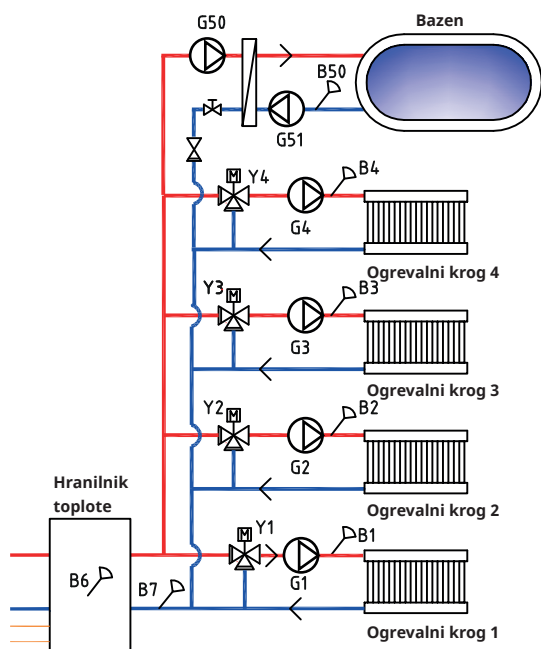 G50
Bazen
B50
G51
M
Y4
B4
G4
Ogrevalni krog 4
M
Y3
B3
G3
Ogrevalni krog 3
M
Y2
B2
G2
Ogrevalni krog 2
Hranilnik
toplote
M
Y1
B1
G1
B6
B7
Ogrevalni krog 1